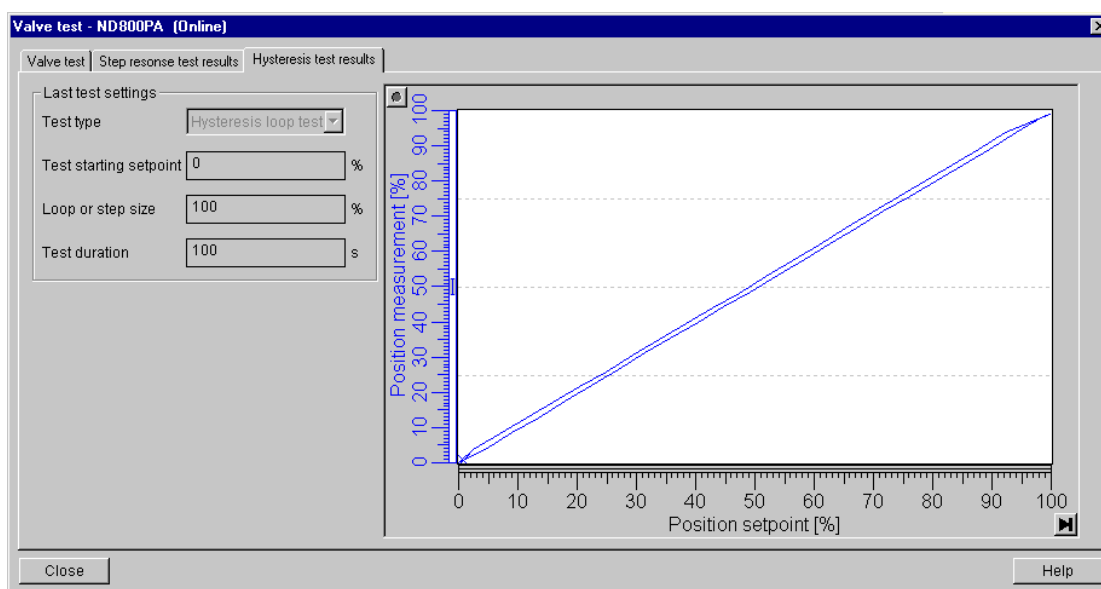 Valve test - ND800PA (Online)
Valve test Step resonse test results Hysteresis test results
Last test settings
Test type Hysteresis loop test
Test starting setpoint 0 %
Loop or step size 100 %
Test duration 100 s
Position measurement [%]
100
90
80
70
60
50
40
30
20
10
0
0 10 20 30 40 50 60 70 80 90 100
Position setpoint [%]
Close Help